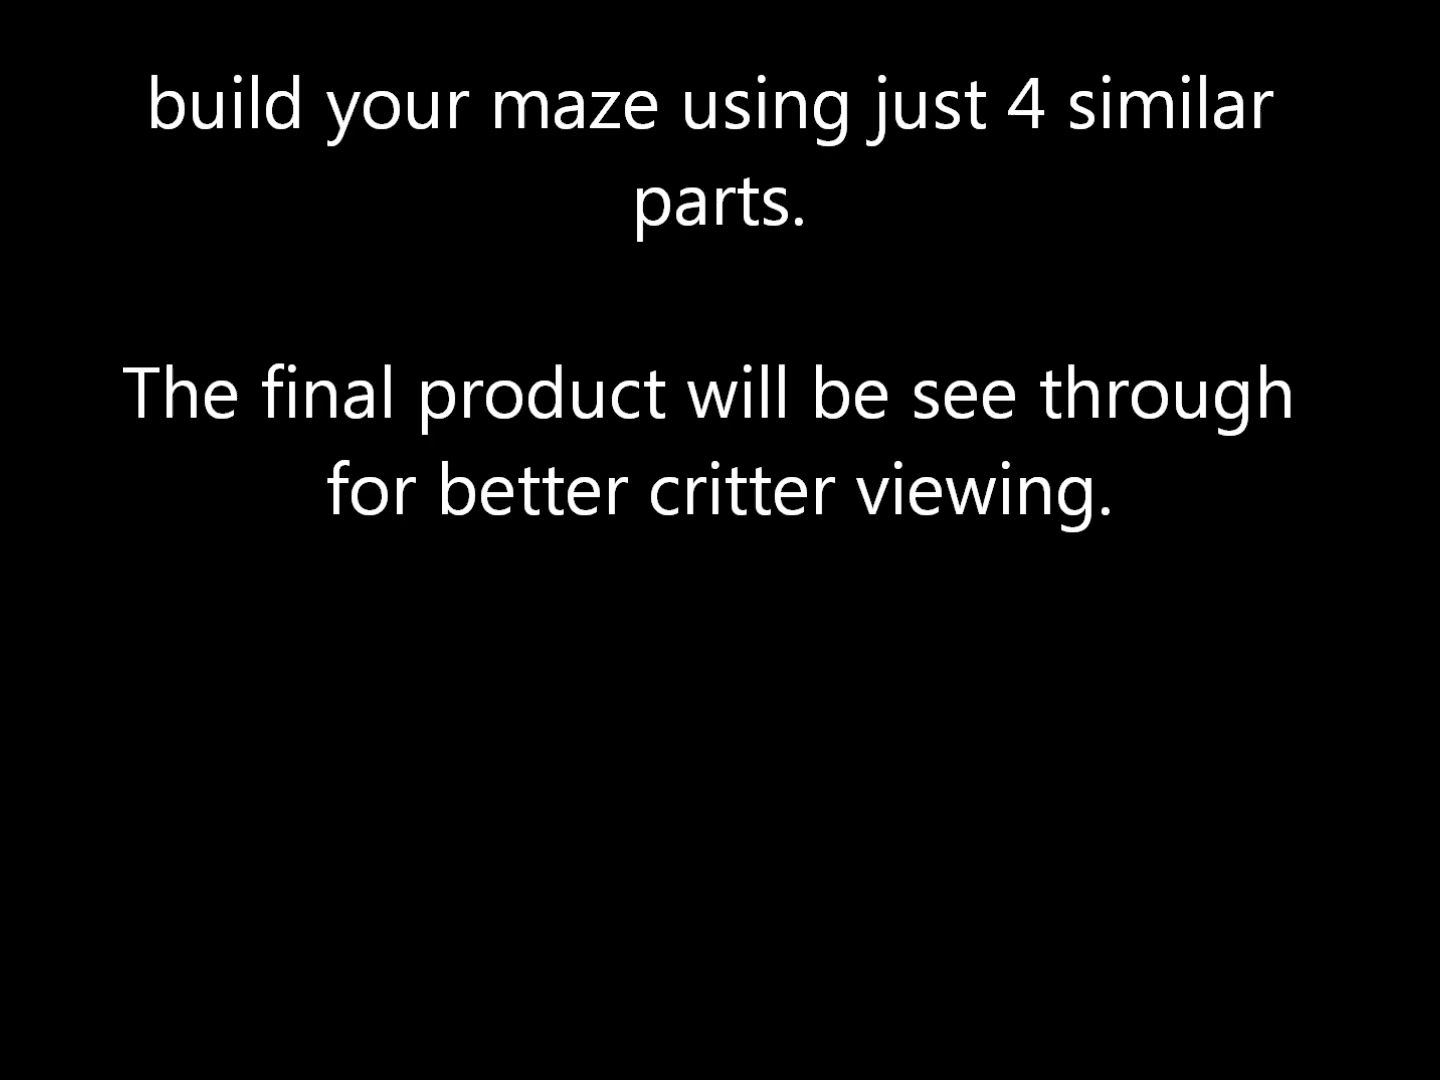 build your maze using just 4 similar
parts.
The final product will be see through
for better critter viewing.